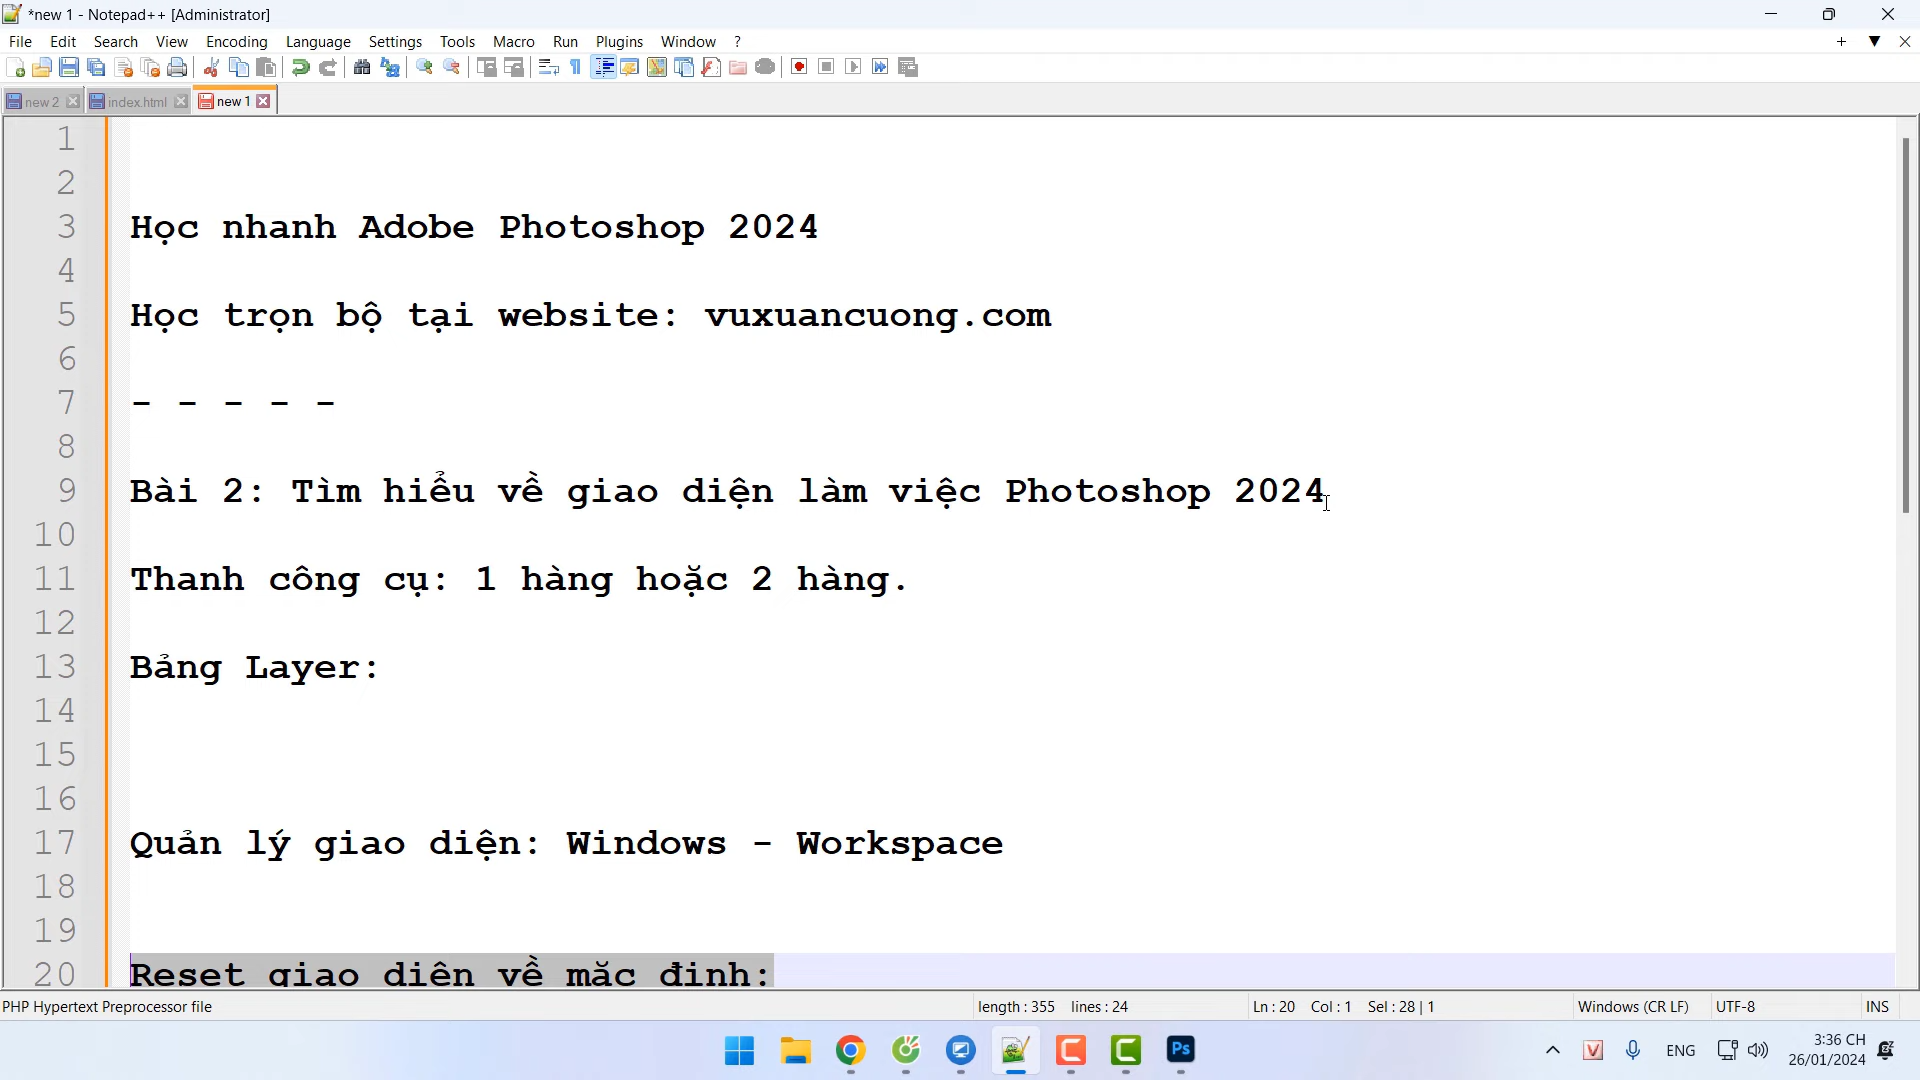 *new 1 - Notepad++ [Administrator]
File Edit Search View Encoding Language Settings Tools Macro Run Plugins Window ?
new 2 index.html new 1
1
2
3 Học nhanh Adobe Photoshop 2024
4
5 Học trọn bộ tại website: vuxuancuong.com
6
7 - - - - -
8
9 Bài 2: Tìm hiểu về giao diện làm việc Photoshop 2024
10
11 Thanh công cụ: 1 hàng hoặc 2 hàng.
12
13 Bảng Layer:
14
15
16
17 Quản lý giao diện: Windows - Workspace
18
19
20 Reset giao diện về mặc định:
PHP Hypertext Preprocessor file length : 355 lines : 24 Ln : 20 Col : 1 Sel : 28 | 1 Windows (CR LF) UTF-8 INS
Ps V ENG 3:36 CH
26/01/2024